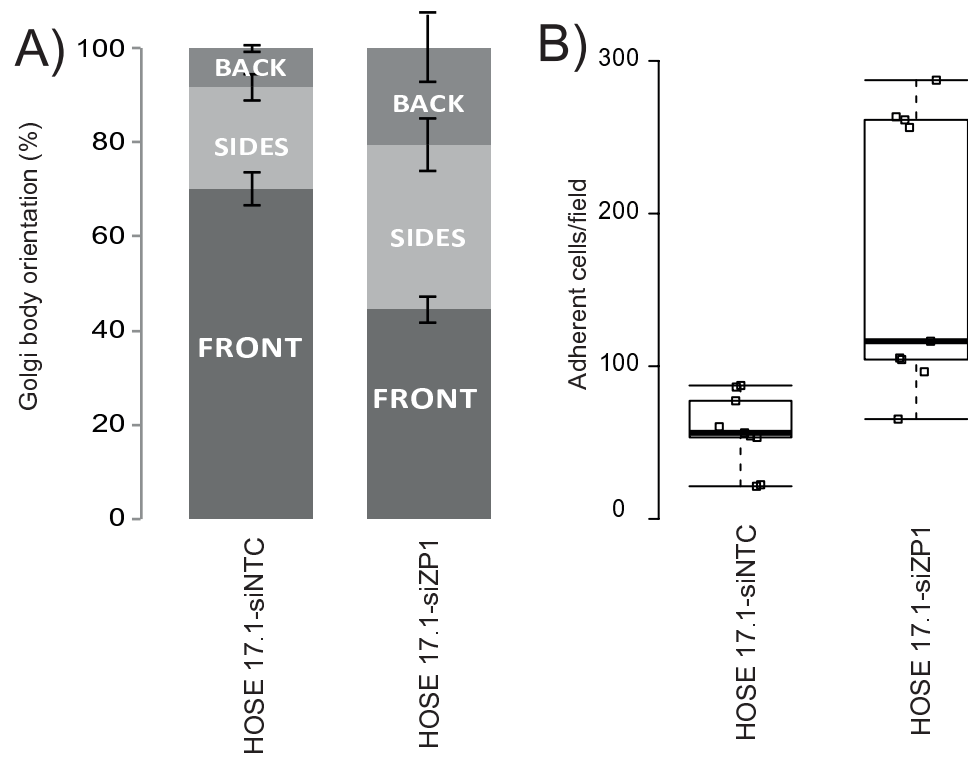 A)
Golgi body orientation (%)
100
80
60
40
20
0
BACK
SIDES
FRONT
BACK
SIDES
FRONT
HOSE 17.1-siNTC
HOSE 17.1-siZP1
B)
Adherent cells/field
300
200
100
0
HOSE 17.1-siNTC
HOSE 17.1-siZP1